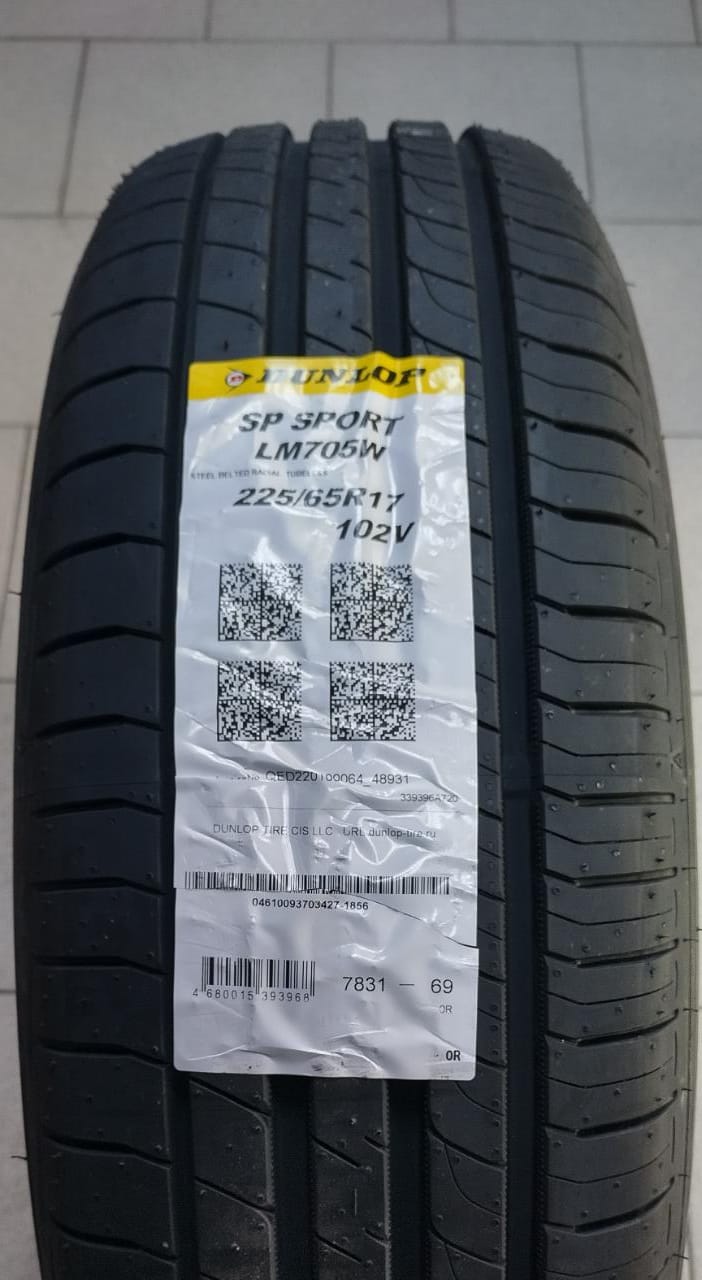 DUNLOP
SP SPORT
LM705W
STEEL BELTED RADIAL TUBELESS
225/65R17
102V
QED220100064_48931
339396A720
DUNLOP TIRE CIS LLC URL dunlop-tire.ru
04610093703427-1856
4 680015 393968
7831 — 69
OR
OR